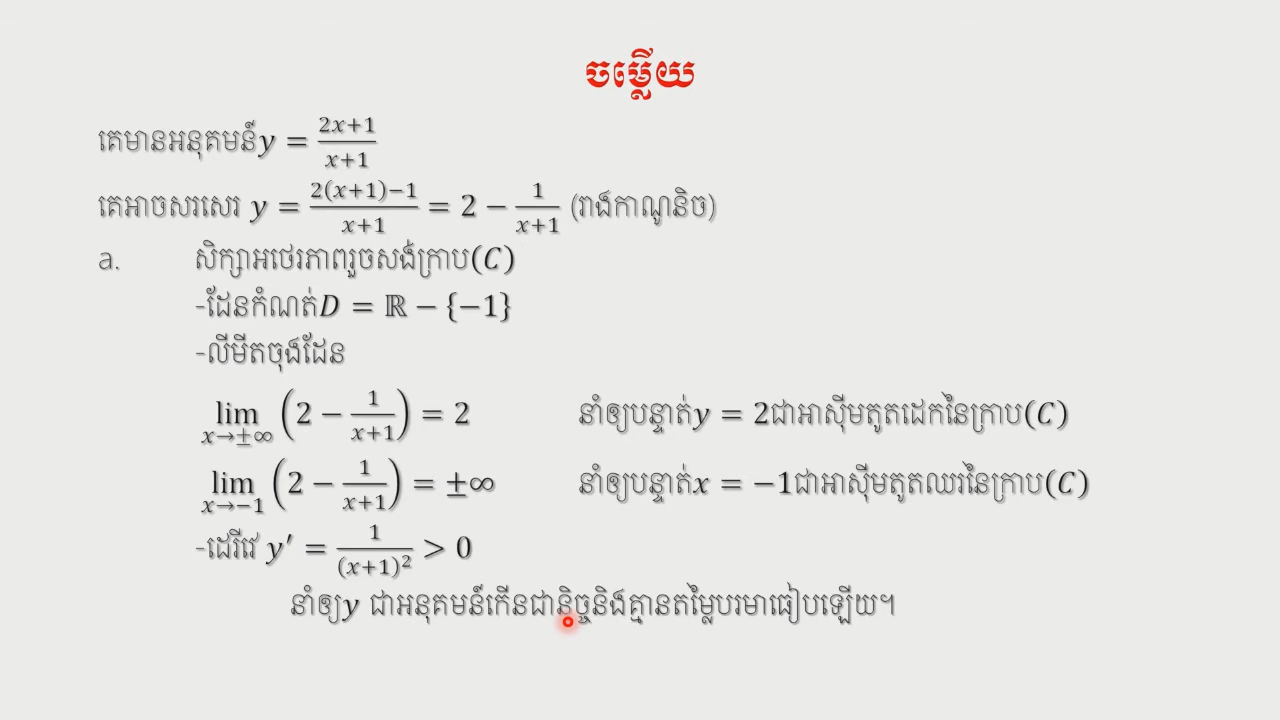 ចម្លើយ
គេមានអនុគមន៍ y = \frac{2x+1}{x+1}
គេអាចសរសេរ y = \frac{2(x+1)-1}{x+1} = 2 - \frac{1}{x+1} (រាងកាណូនិច)
a. សិក្សាអថេរភាពរួចសង់ក្រាប(C)
-ដែនកំណត់ D = ℝ - {-1}
-លីមីតចុងដែន
\lim_{x→±∞} (2 - \frac{1}{x+1}) = 2 នាំឲ្យបន្ទាត់ y = 2 ជាអាស៊ីមតូតដេកនៃក្រាប(C)
\lim_{x→-1} (2 - \frac{1}{x+1}) = ±∞ នាំឲ្យបន្ទាត់ x = -1 ជាអាស៊ីមតូតឈរនៃក្រាប(C)
-ដេរីវេ y′ = \frac{1}{(x+1)^2} > 0
នាំឲ្យ y ជាអនុគមន៍កើនជានិច្ចនិងគ្មានតម្លៃបរមាធៀបឡើយ។